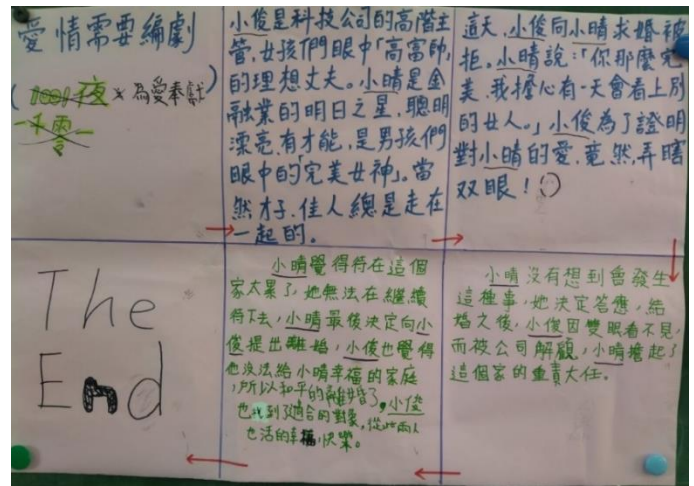 愛情需要編劇
(1001夜 × 為愛奉獻)
一千零一
小俊是科技公司的高階主
管,女孩們眼中「高富帥」
的理想丈夫。小晴是金
融業的明日之星,聰明
漂亮有才能,是男孩們
眼中的「完美女神」。當
然才子、佳人總是走在
一起的。
這天,小俊向小晴求婚被
拒。小晴說:「你那麼完
美,我擔心有一天會看上別
的女人。」小俊為了證明
對小晴的愛,竟然,弄瞎
双眼!
小晴沒有想到會發生
這種事,她決定答應,結
婚之後,小俊因雙眼看不見,
而被公司解顧,小晴擔起了
這個家的重責大任。
小晴覺得待在這個
家太累了,她無法在繼續
待下去,小晴最後決定向小
俊提出離婚,小俊也覺得
他沒法給小晴幸福的家庭
,所以和平的離婚了,小俊
也找到了適合的對象,從此兩人
也活的幸福,快樂。
The
End